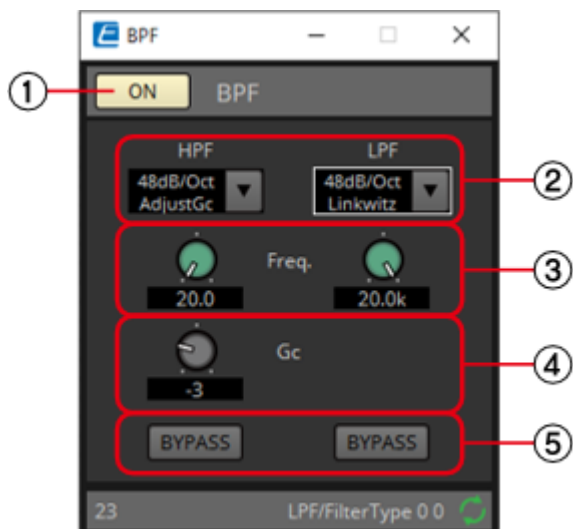 BPF
①
ON
BPF
HPF
LPF
48dB/Oct
AdjustGc
48dB/Oct
Linkwitz
②
Freq.
20.0
20.0k
③
Gc
-3
④
BYPASS
BYPASS
⑤
23
LPF/FilterType 0 0